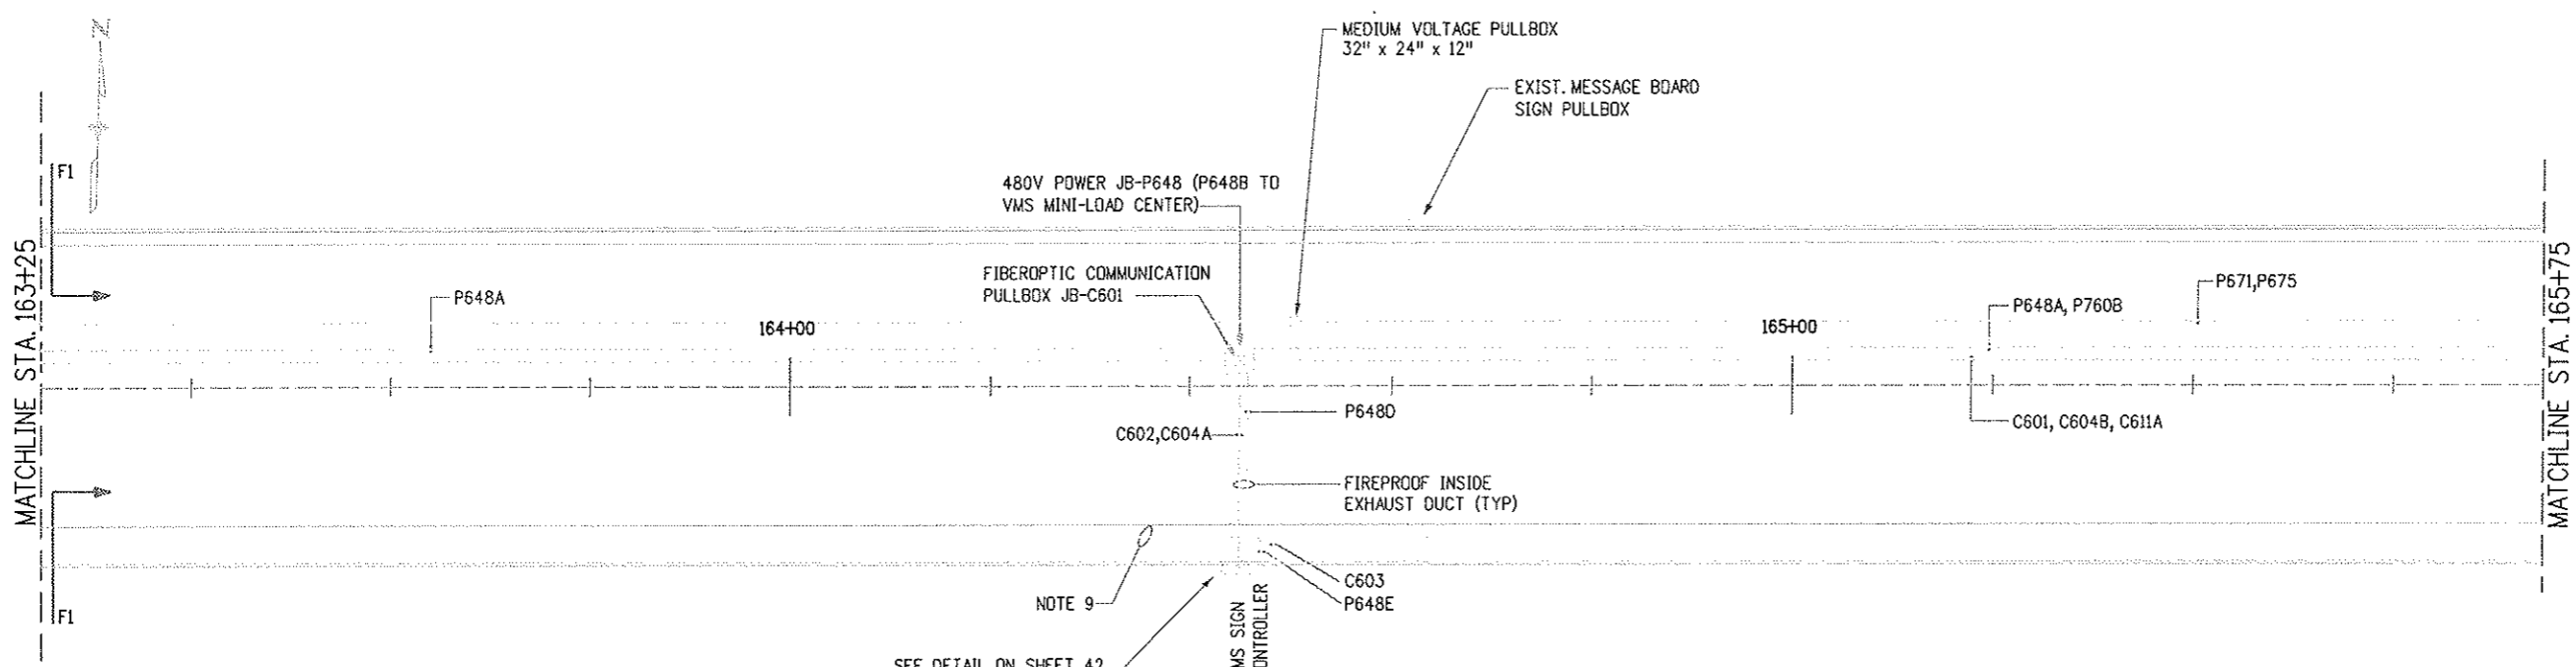 N
MEDIUM VOLTAGE PULLBOX
32" x 24" x 12"
EXIST. MESSAGE BOARD
SIGN PULLBOX
F1
480V POWER JB-P648 (P648B TO
VMS MINI-LOAD CENTER)
FIBEROPTIC COMMUNICATION
PULLBOX JB-C601
MATCHLINE STA. 163+25
MATCHLINE STA. 165+75
P648A
P671,P675
P648A, P760B
164+00
165+00
P648D
C602,C604A
C601, C604B, C611A
FIREPROOF INSIDE
EXHAUST DUCT (TYP)
C603
P648E
NOTE 9
F1
MS SIGN
ONTROLLER
SEE DETAIL ON SHEET 42